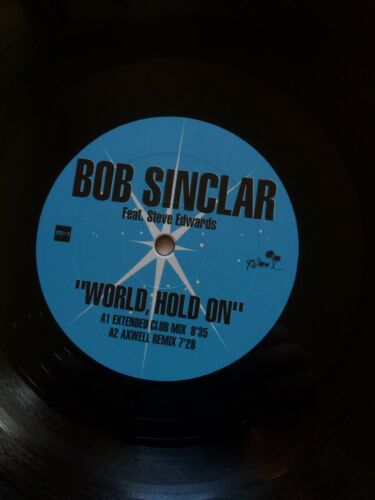 BOB SINCLAR
Feat. Steve Edwards
"WORLD, HOLD ON"
A1 EXTENDED CLUB MIX 8'35
A2 AXWELL REMIX 7'28